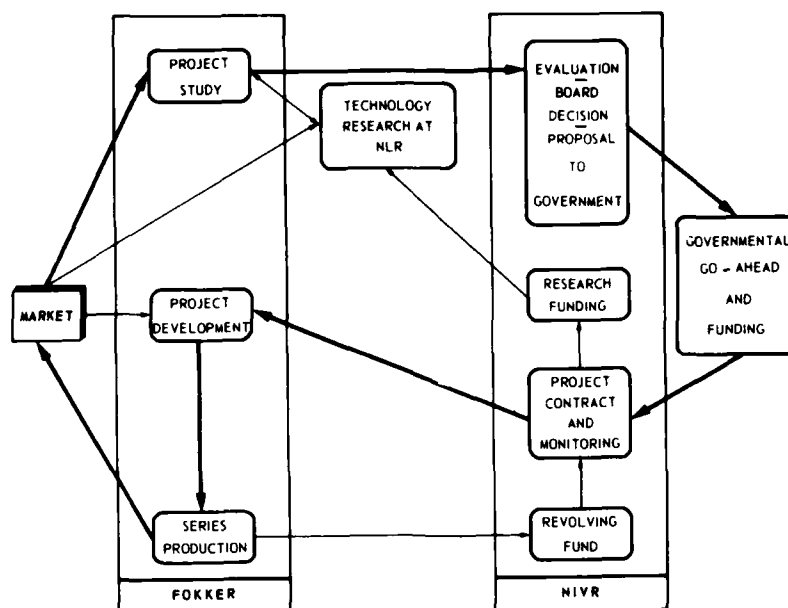 PROJECT
STUDY
TECHNOLOGY
RESEARCH AT
NLR
EVALUATION
—
BOARD
DECISION
—
PROPOSAL
TO
GOVERNMENT
GOVERNMENTAL
GO - AHEAD
AND
FUNDING
MARKET
PROJECT
DEVELOPMENT
RESEARCH
FUNDING
PROJECT
CONTRACT
AND
MONITORING
SERIES
PRODUCTION
REVOLVING
FUND
FOKKER
NIVR